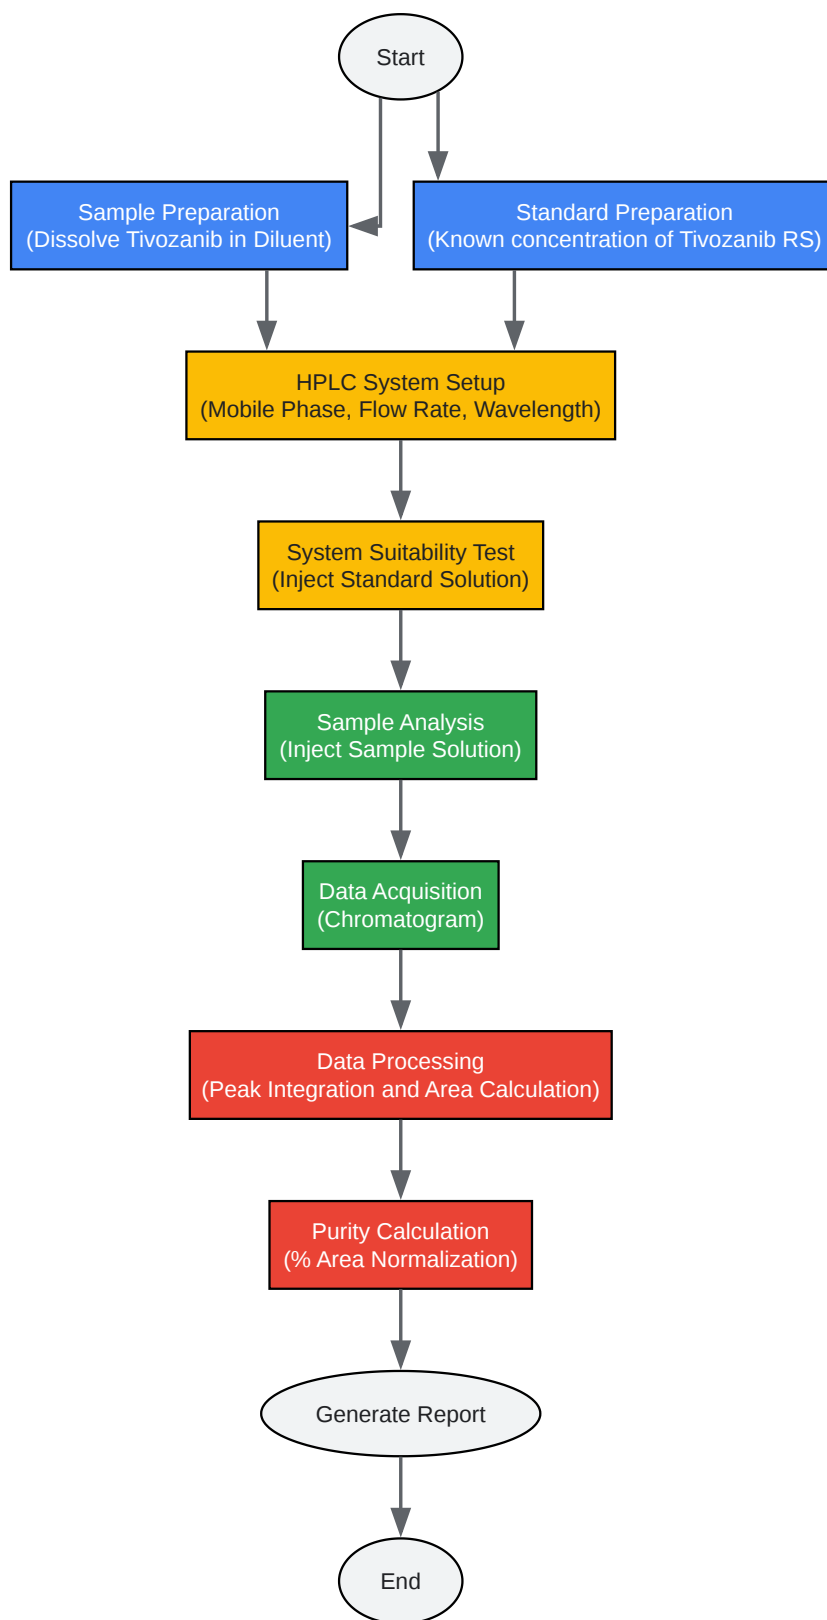 Start
Sample Preparation
(Dissolve Tivozanib in Diluent)
Standard Preparation
(Known concentration of Tivozanib RS)
HPLC System Setup
(Mobile Phase, Flow Rate, Wavelength)
System Suitability Test
(Inject Standard Solution)
Sample Analysis
(Inject Sample Solution)
Data Acquisition
(Chromatogram)
Data Processing
(Peak Integration and Area Calculation)
Purity Calculation
(% Area Normalization)
Generate Report
End